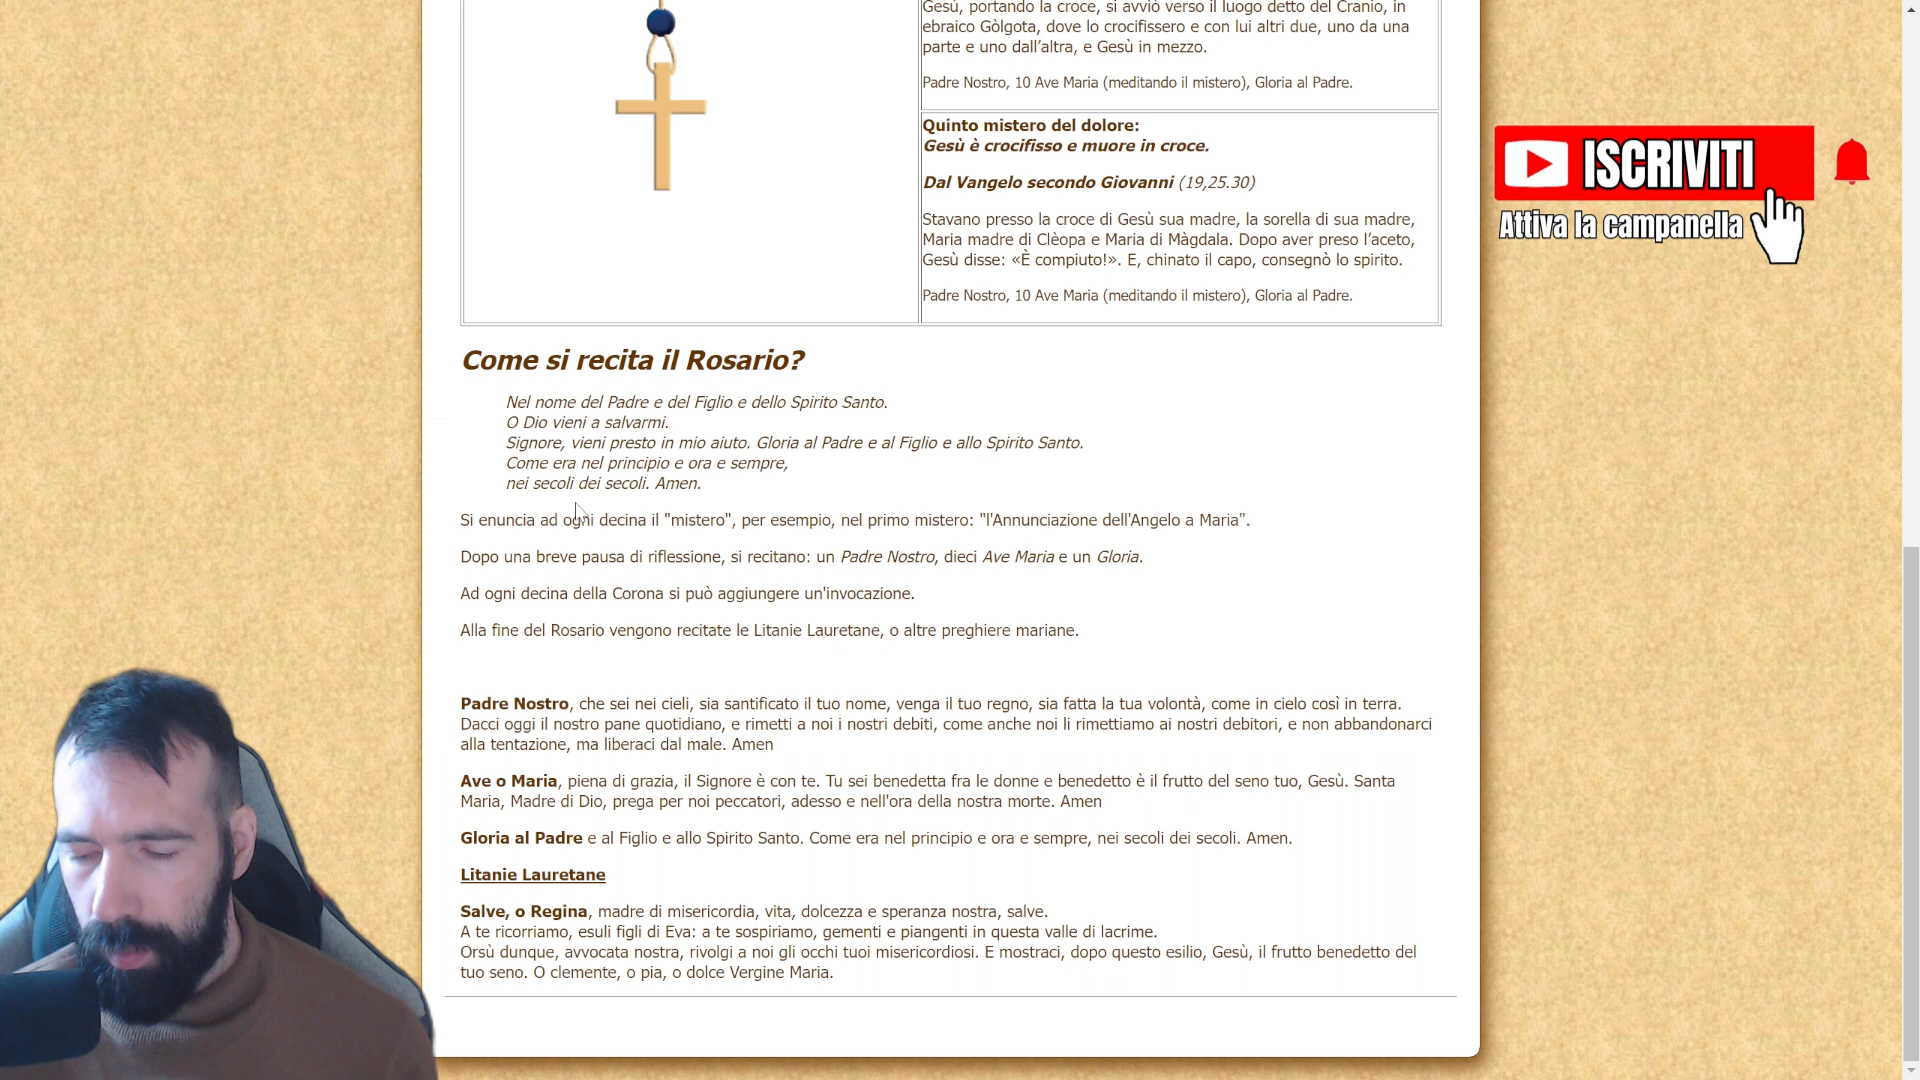 Gesù, portando la croce, si avviò verso il luogo detto del Cranio, in
ebraico Gòlgota, dove lo crocifissero e con lui altri due, uno da una
parte e uno dall’altra, e Gesù in mezzo.
Padre Nostro, 10 Ave Maria (meditando il mistero), Gloria al Padre.
Quinto mistero del dolore:
Gesù è crocifisso e muore in croce.
Dal Vangelo secondo Giovanni (19,25.30)
Stavano presso la croce di Gesù sua madre, la sorella di sua madre,
Maria madre di Clèopa e Maria di Màgdala. Dopo aver preso l’aceto,
Gesù disse: «È compiuto!». E, chinato il capo, consegnò lo spirito.
Padre Nostro, 10 Ave Maria (meditando il mistero), Gloria al Padre.
ISCRIVITI
Attiva la campanella
Come si recita il Rosario?
Nel nome del Padre e del Figlio e dello Spirito Santo.
O Dio vieni a salvarmi.
Signore, vieni presto in mio aiuto. Gloria al Padre e al Figlio e allo Spirito Santo.
Come era nel principio e ora e sempre,
nei secoli dei secoli. Amen.
Si enuncia ad ogni decina il "mistero", per esempio, nel primo mistero: "l'Annunciazione dell'Angelo a Maria".
Dopo una breve pausa di riflessione, si recitano: un Padre Nostro, dieci Ave Maria e un Gloria.
Ad ogni decina della Corona si può aggiungere un'invocazione.
Alla fine del Rosario vengono recitate le Litanie Lauretane, o altre preghiere mariane.
Padre Nostro, che sei nei cieli, sia santificato il tuo nome, venga il tuo regno, sia fatta la tua volontà, come in cielo così in terra.
Dacci oggi il nostro pane quotidiano, e rimetti a noi i nostri debiti, come anche noi li rimettiamo ai nostri debitori, e non abbandonarci
alla tentazione, ma liberaci dal male. Amen
Ave o Maria, piena di grazia, il Signore è con te. Tu sei benedetta fra le donne e benedetto è il frutto del seno tuo, Gesù. Santa
Maria, Madre di Dio, prega per noi peccatori, adesso e nell'ora della nostra morte. Amen
Gloria al Padre e al Figlio e allo Spirito Santo. Come era nel principio e ora e sempre, nei secoli dei secoli. Amen.
Litanie Lauretane
Salve, o Regina, madre di misericordia, vita, dolcezza e speranza nostra, salve.
A te ricorriamo, esuli figli di Eva: a te sospiriamo, gementi e piangenti in questa valle di lacrime.
Orsù dunque, avvocata nostra, rivolgi a noi gli occhi tuoi misericordiosi. E mostraci, dopo questo esilio, Gesù, il frutto benedetto del
tuo seno. O clemente, o pia, o dolce Vergine Maria.